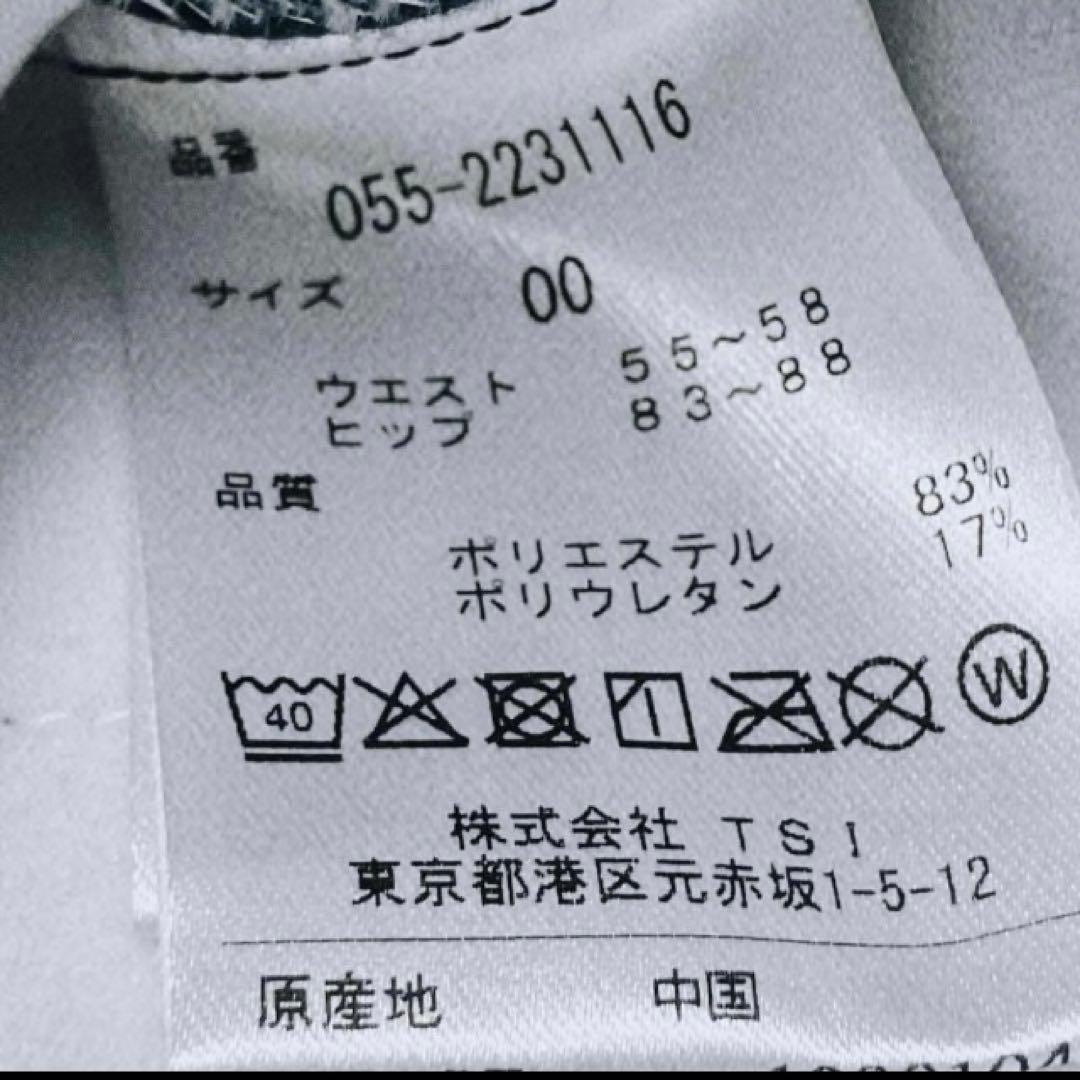 品番 055-2231116
サイズ 00
ウエスト 55~58
ヒップ 83~88
品質
ポリエステル 83%
ポリウレタン 17%
40 W
株式会社 TSI
東京都港区元赤坂1-5-12
原産地 中国